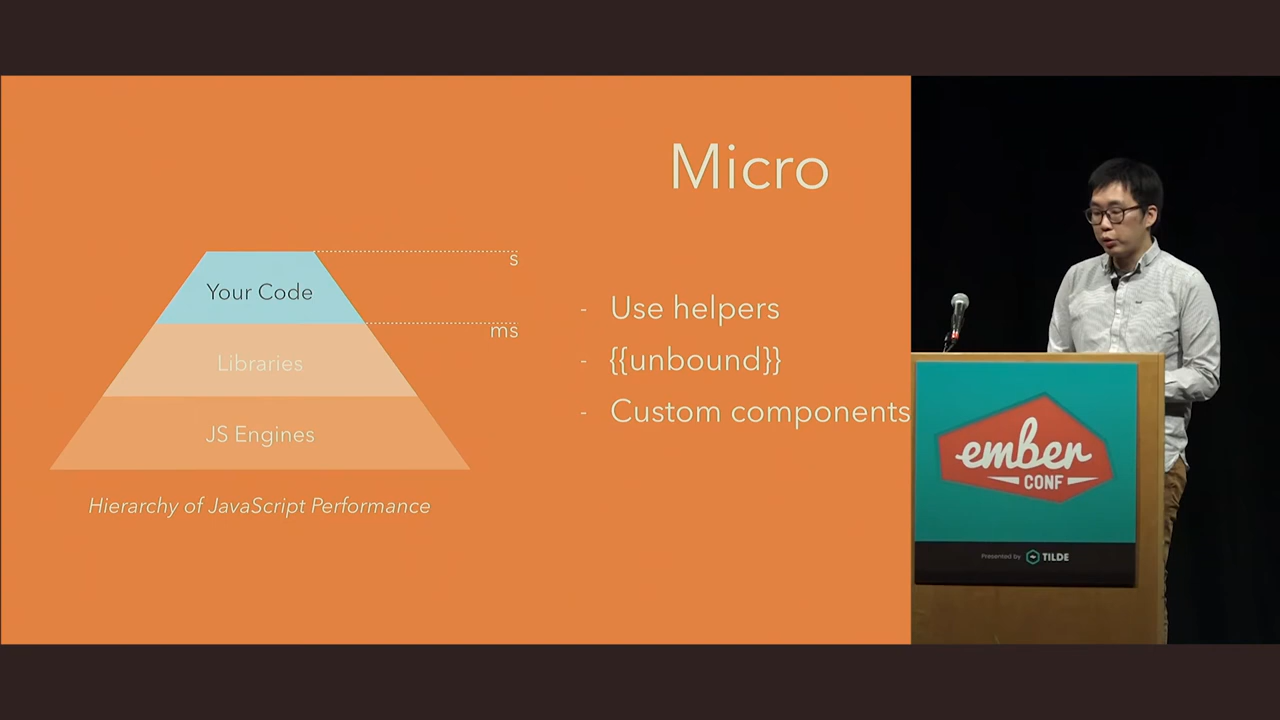 Micro
Your Code
s
ms
Libraries
JS Engines
Hierarchy of JavaScript Performance
- Use helpers
- {{unbound}}
- Custom components
ember
CONF
Presented by TILDE